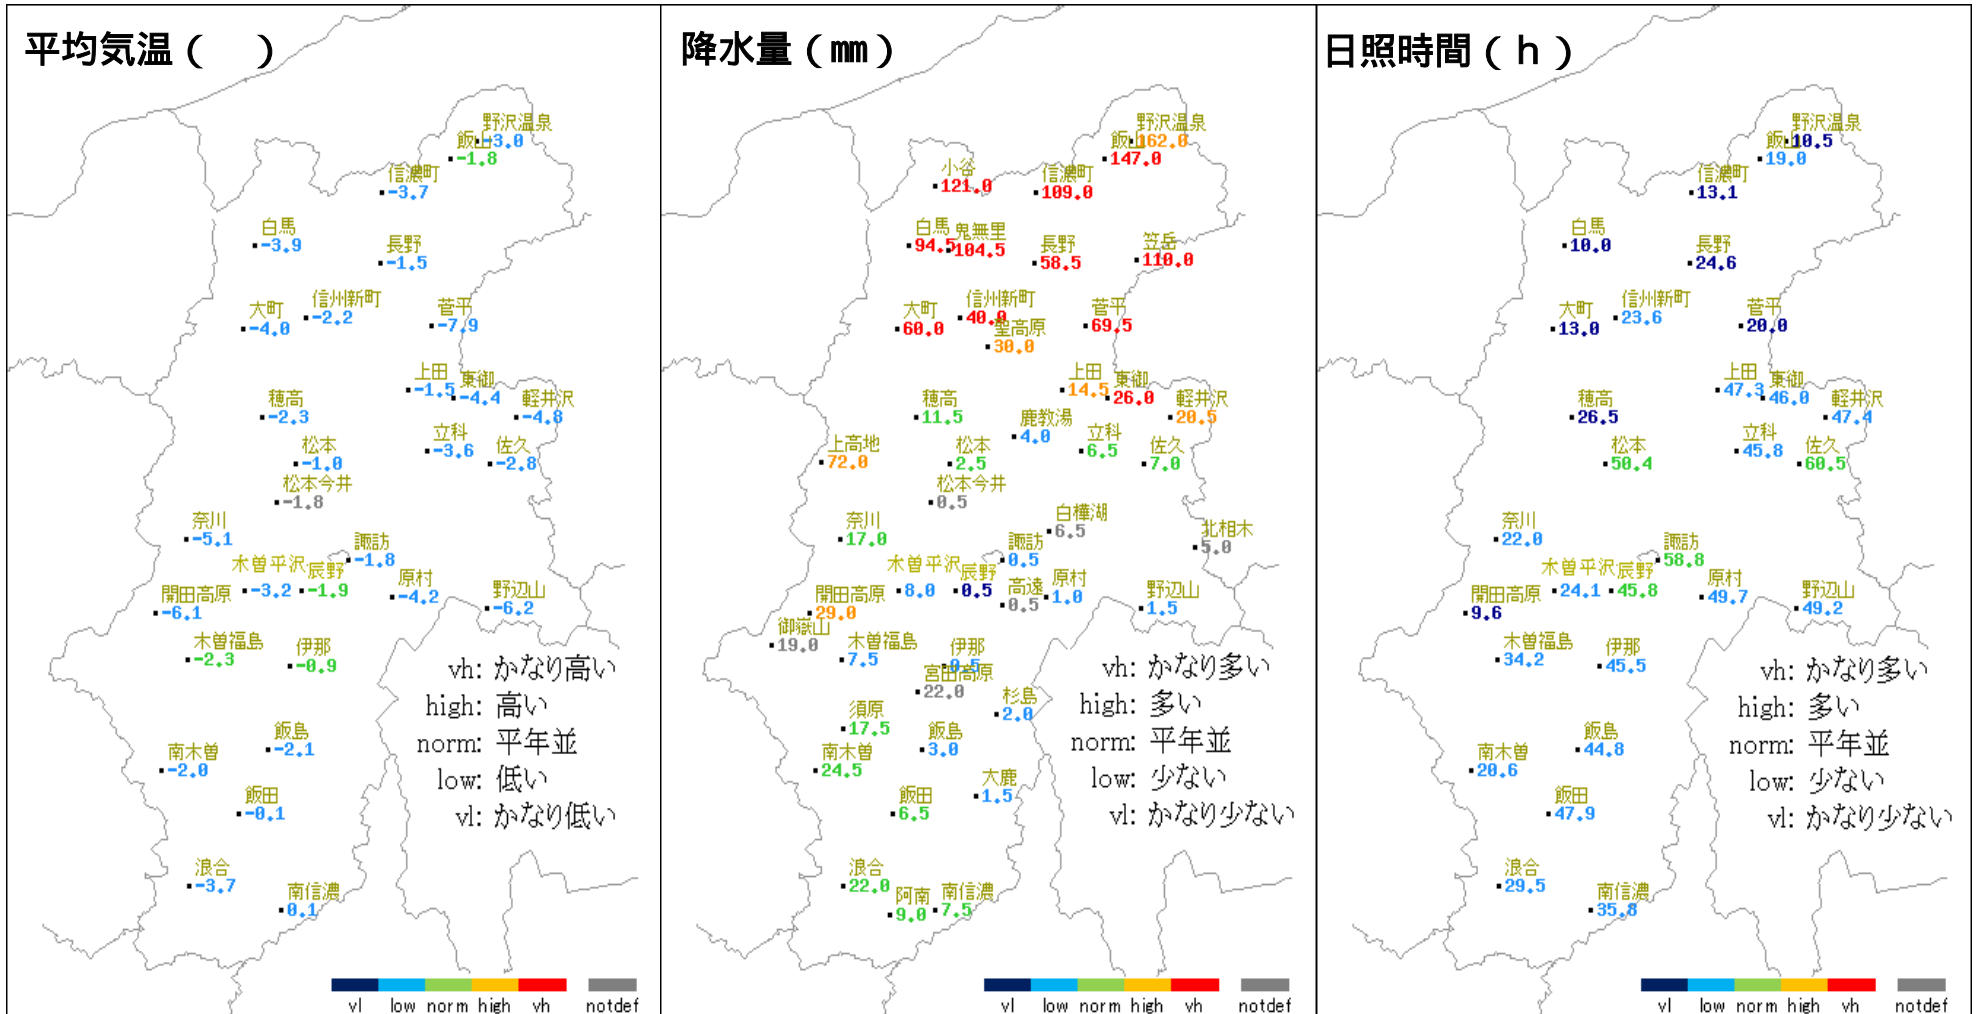 平均気温(　)
野沢温泉
-3.0
飯山
-1.8
信濃町
-3.7
白馬
-3.9
長野
-1.5
大町
-4.0
信州新町
-2.2
菅平
-7.9
上田
-1.5
東御
-4.4
軽井沢
-4.8
穂高
-2.3
松本
-1.0
立科
-3.6
佐久
-2.8
松本今井
-1.8
奈川
-5.1
諏訪
-1.8
木曽平沢
-3.2
辰野
-1.9
原村
-4.2
野辺山
-6.2
開田高原
-6.1
木曽福島
-2.3
伊那
-0.9
飯島
-2.1
南木曽
-2.0
飯田
-0.1
浪合
-3.7
南信濃
0.1
vh: かなり高い
high: 高い
norm: 平年並
low: 低い
vl: かなり低い
vl low norm high vh notdef
降水量(㎜)
野沢温泉
162.0
飯山
147.0
小谷
121.0
信濃町
109.0
白馬
94.5
鬼無里
104.5
長野
58.5
笠岳
110.0
大町
60.0
信州新町
40.0
聖高原
30.0
菅平
69.5
上田
14.5
東御
26.0
軽井沢
20.5
穂高
11.5
鹿教湯
4.0
上高地
72.0
松本
2.5
立科
6.5
佐久
7.0
松本今井
0.5
奈川
17.0
白樺湖
6.5
北相木
5.0
諏訪
0.5
木曽平沢
8.0
辰野
0.5
高遠
0.5
原村
1.0
野辺山
1.5
開田高原
29.0
御嶽山
19.0
木曽福島
7.5
伊那
0.5
宮田高原
22.0
杉島
2.0
須原
17.5
飯島
3.0
南木曽
24.5
大鹿
1.5
飯田
6.5
浪合
22.0
阿南
9.0
南信濃
7.5
vh: かなり多い
high: 多い
norm: 平年並
low: 少ない
vl: かなり少ない
vl low norm high vh notdef
日照時間(h)
野沢温泉
10.5
飯山
19.0
信濃町
13.1
白馬
10.0
長野
24.6
大町
13.0
信州新町
23.6
菅平
20.0
上田
47.3
東御
46.0
軽井沢
47.4
穂高
26.5
松本
50.4
立科
45.8
佐久
60.5
奈川
22.0
諏訪
58.8
木曽平沢
24.1
辰野
45.8
原村
49.7
野辺山
49.2
開田高原
9.6
木曽福島
34.2
伊那
45.5
飯島
44.8
南木曽
20.6
飯田
47.9
浪合
29.5
南信濃
35.8
vh: かなり多い
high: 多い
norm: 平年並
low: 少ない
vl: かなり少ない
vl low norm high vh notdef